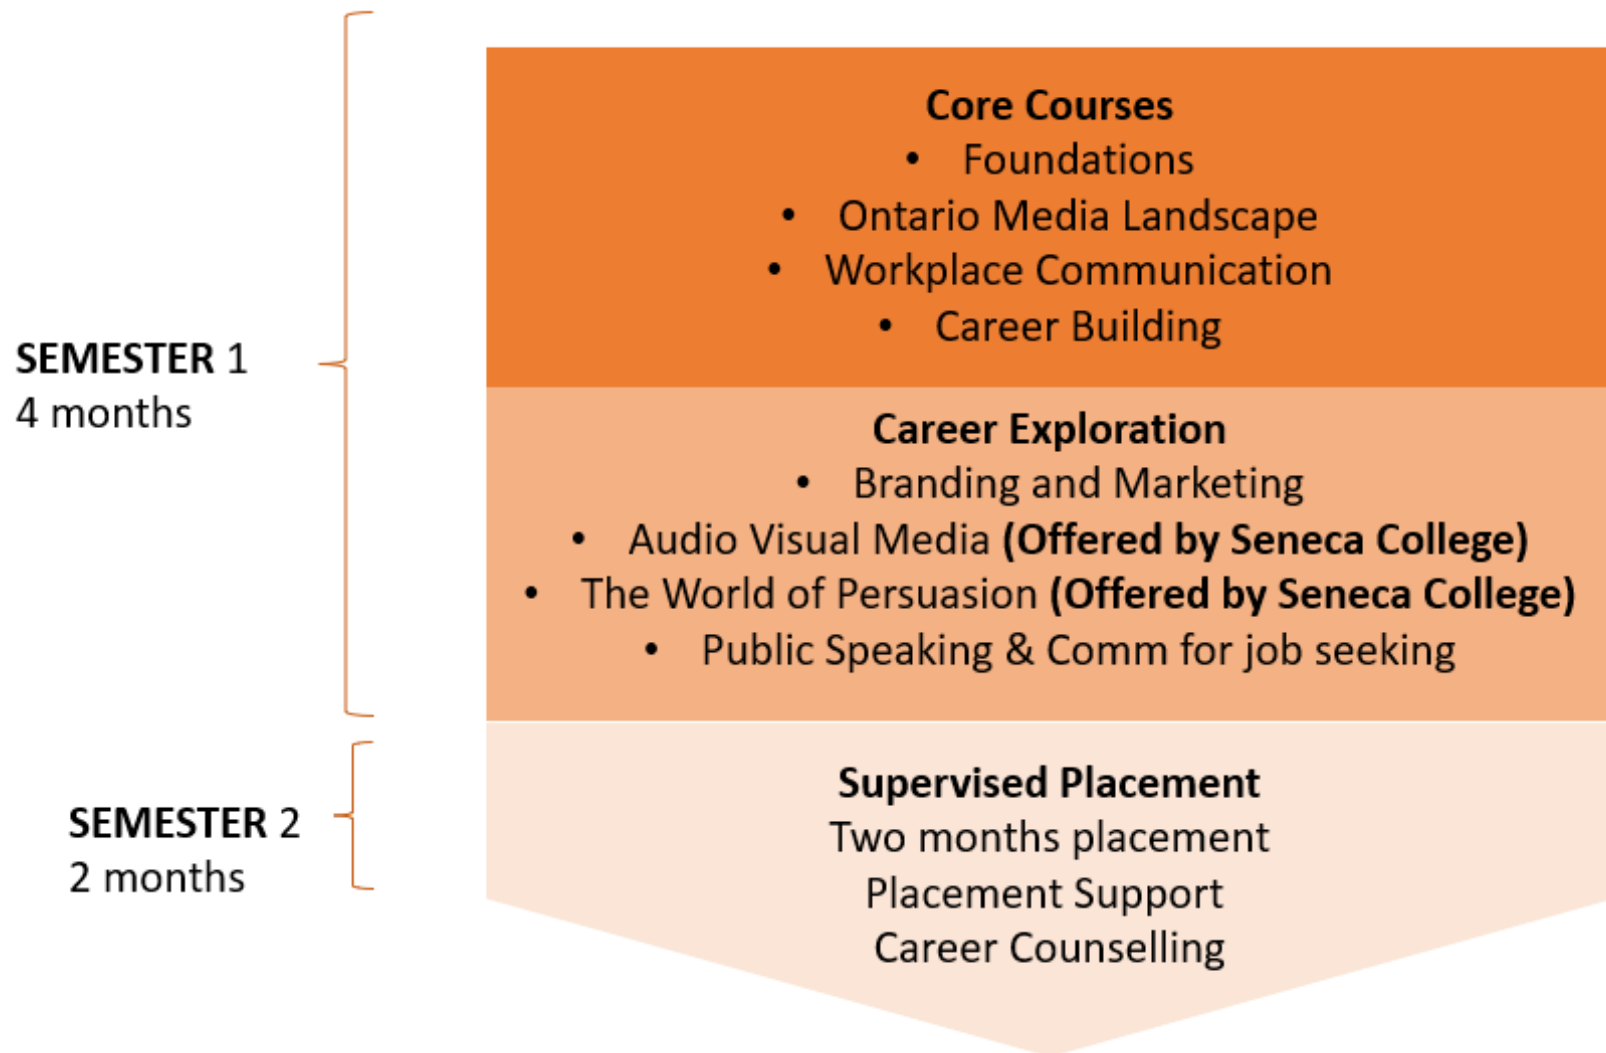 SEMESTER 1
4 months
Core Courses
• Foundations
• Ontario Media Landscape
• Workplace Communication
• Career Building
Career Exploration
• Branding and Marketing
• Audio Visual Media (Offered by Seneca College)
• The World of Persuasion (Offered by Seneca College)
• Public Speaking & Comm for job seeking
SEMESTER 2
2 months
Supervised Placement
Two months placement
Placement Support
Career Counselling